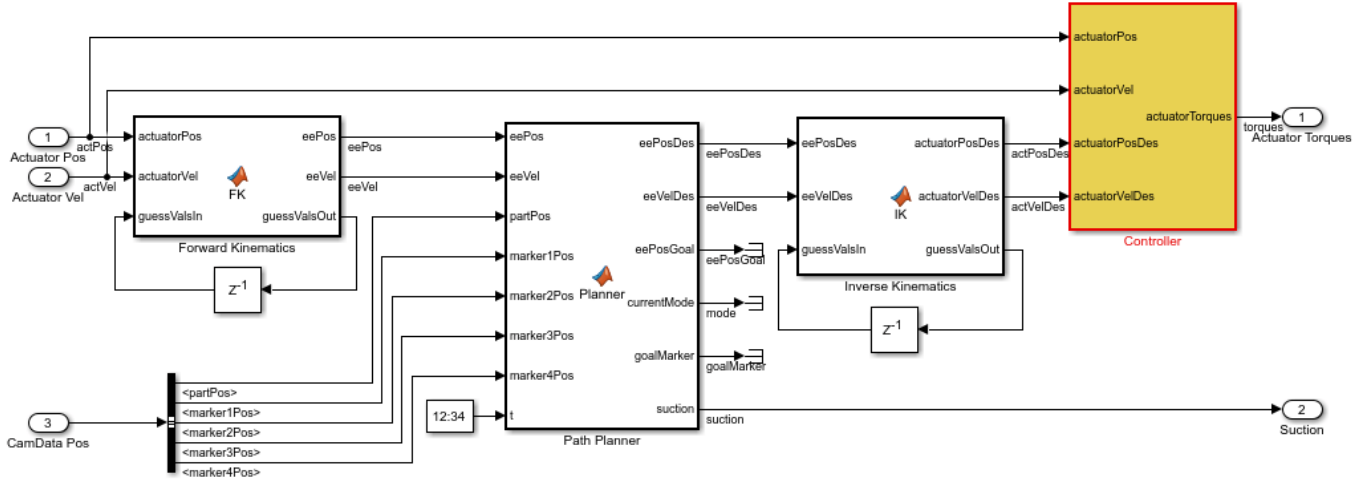 actuatorPos
actuatorVel
actuatorTorques
actuatorPosDes
actuatorVelDes
Controller
torques
1
Actuator Torques
1
Actuator Pos
actPos
2
Actuator Vel
actVel
actuatorPos
eePos
actuatorVel
eeVel
FK
guessValsIn
guessValsOut
Forward Kinematics
Z-1
eePos
eeVel
eePos
eePosDes
eeVel
eeVelDes
partPos
marker1Pos
eePosGoal
marker2Pos
Planner
currentMode
marker3Pos
goalMarker
marker4Pos
t
suction
Path Planner
12:34
eePosDes
eeVelDes
eePosGoal
mode
goalMarker
suction
eePosDes
actuatorPosDes
eeVelDes
actuatorVelDes
IK
guessValsIn
guessValsOut
Inverse Kinematics
Z-1
actPosDes
actVelDes
3
CamData Pos
<partPos>
<marker1Pos>
<marker2Pos>
<marker3Pos>
<marker4Pos>
2
Suction